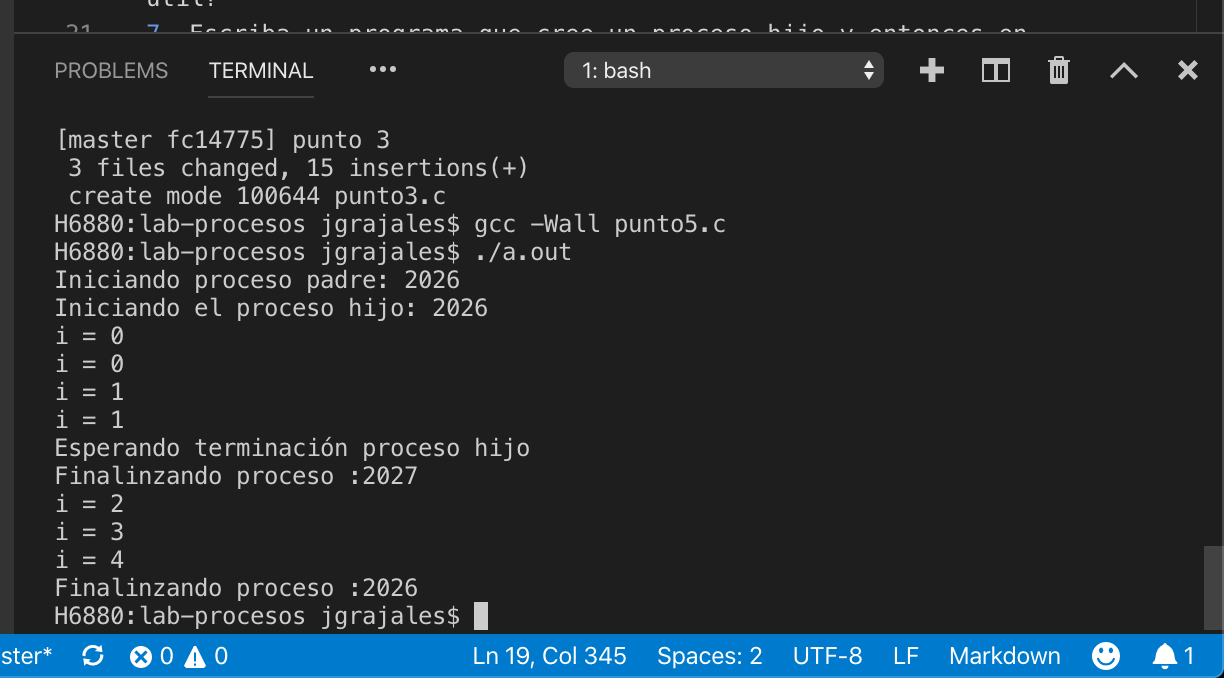 util?
31 7. Escriba un programa que cree un proceso hijo y entonces en
PROBLEMS TERMINAL ••• 1: bash
[master fc14775] punto 3
3 files changed, 15 insertions(+)
create mode 100644 punto3.c
H6880:lab-procesos jgrajales$ gcc -Wall punto5.c
H6880:lab-procesos jgrajales$ ./a.out
Iniciando proceso padre: 2026
Iniciando el proceso hijo: 2026
i = 0
i = 0
i = 1
i = 1
Esperando terminación proceso hijo
Finalinzando proceso :2027
i = 2
i = 3
i = 4
Finalinzando proceso :2026
H6880:lab-procesos jgrajales$
ster* 0 0 Ln 19, Col 345 Spaces: 2 UTF-8 LF Markdown 1